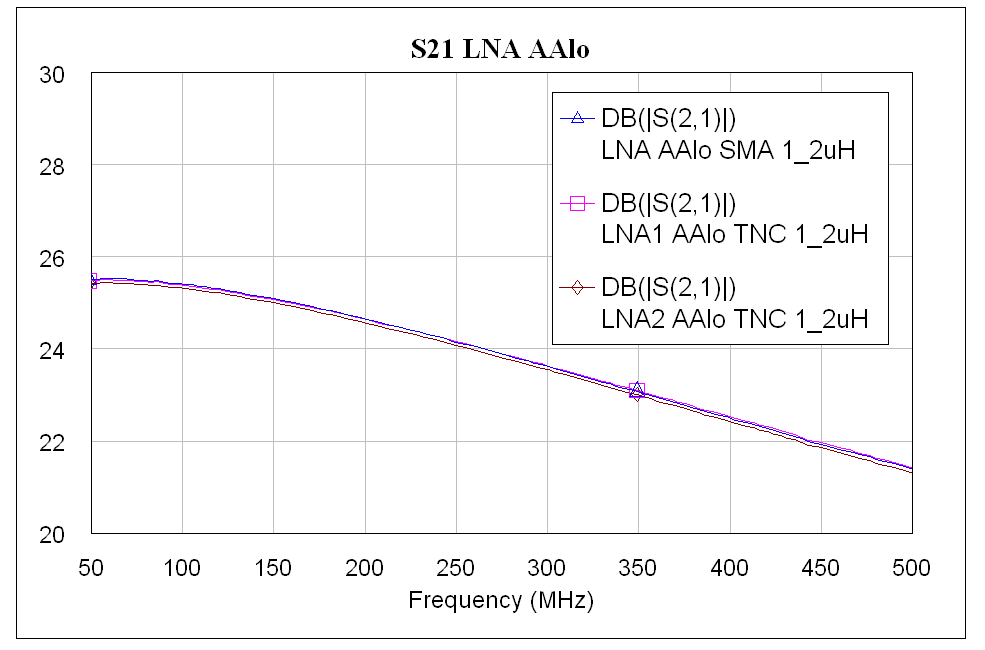 S21 LNA AAlo
30
28
26
24
22
20
DB(|S(2,1)|)
LNA AAlo SMA 1_2uH
DB(|S(2,1)|)
LNA1 AAlo TNC 1_2uH
DB(|S(2,1)|)
LNA2 AAlo TNC 1_2uH
50 100 150 200 250 300 350 400 450 500
Frequency (MHz)